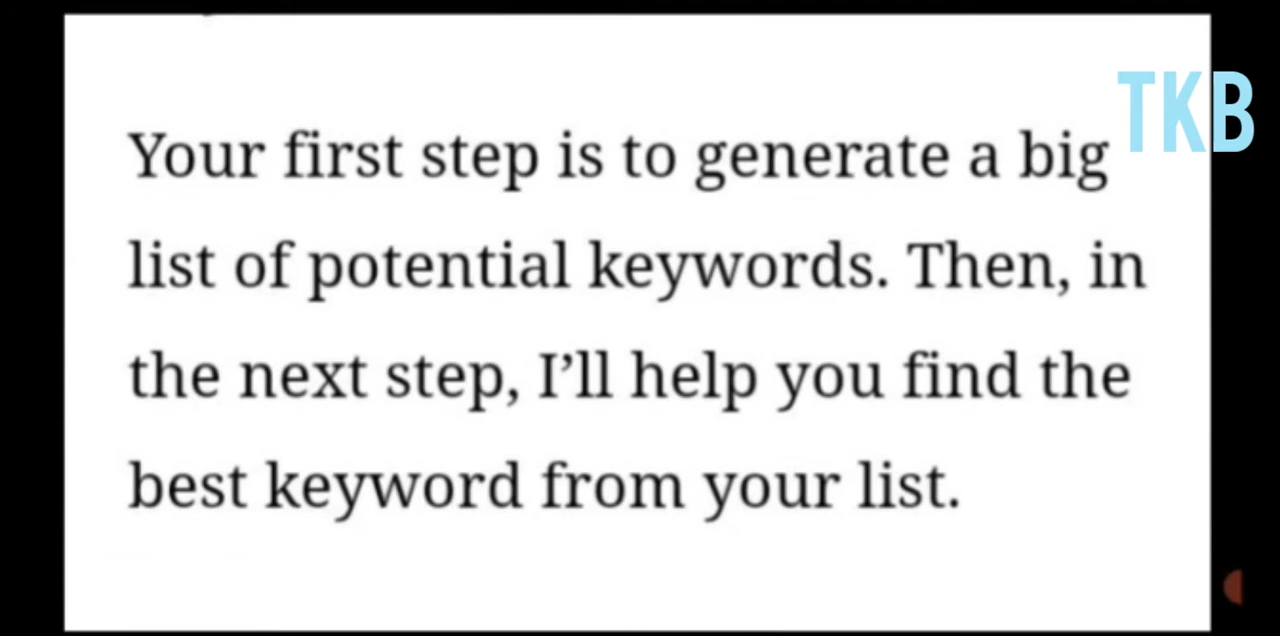 TKB
Your first step is to generate a big
list of potential keywords. Then, in
the next step, I’ll help you find the
best keyword from your list.